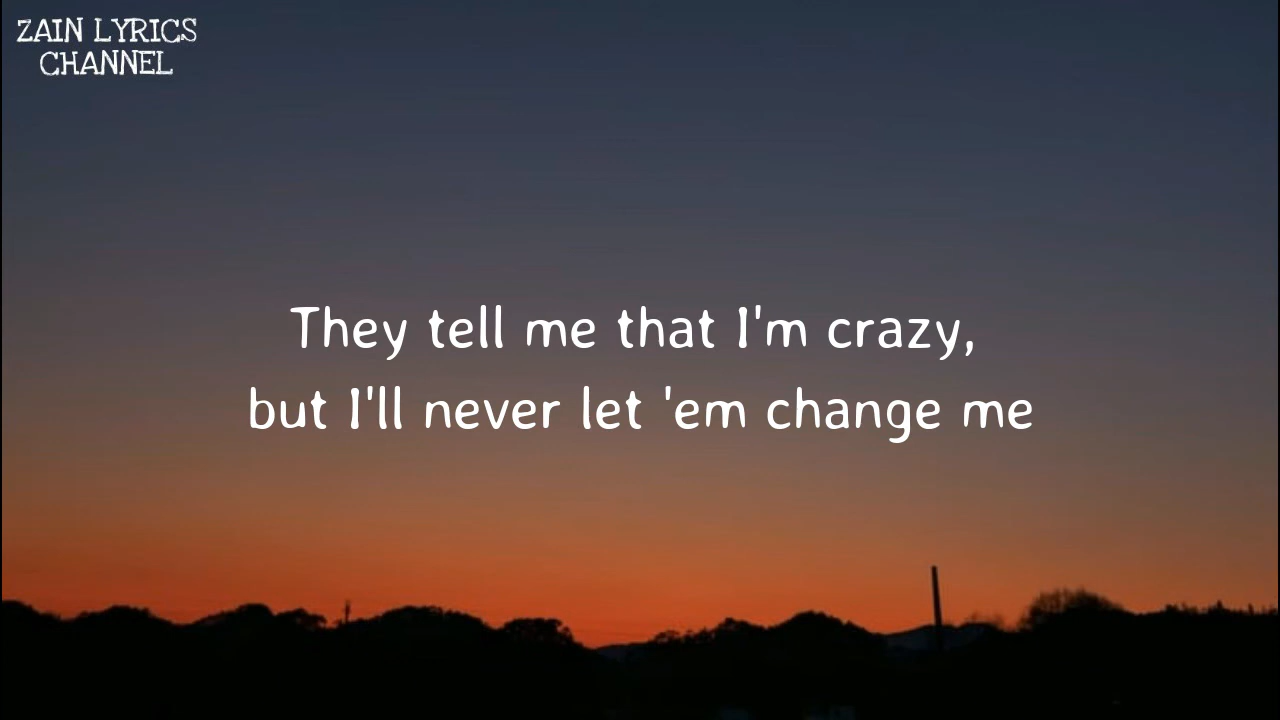 ZAIN LYRICS
CHANNEL
They tell me that I'm crazy,
but I'll never let 'em change me